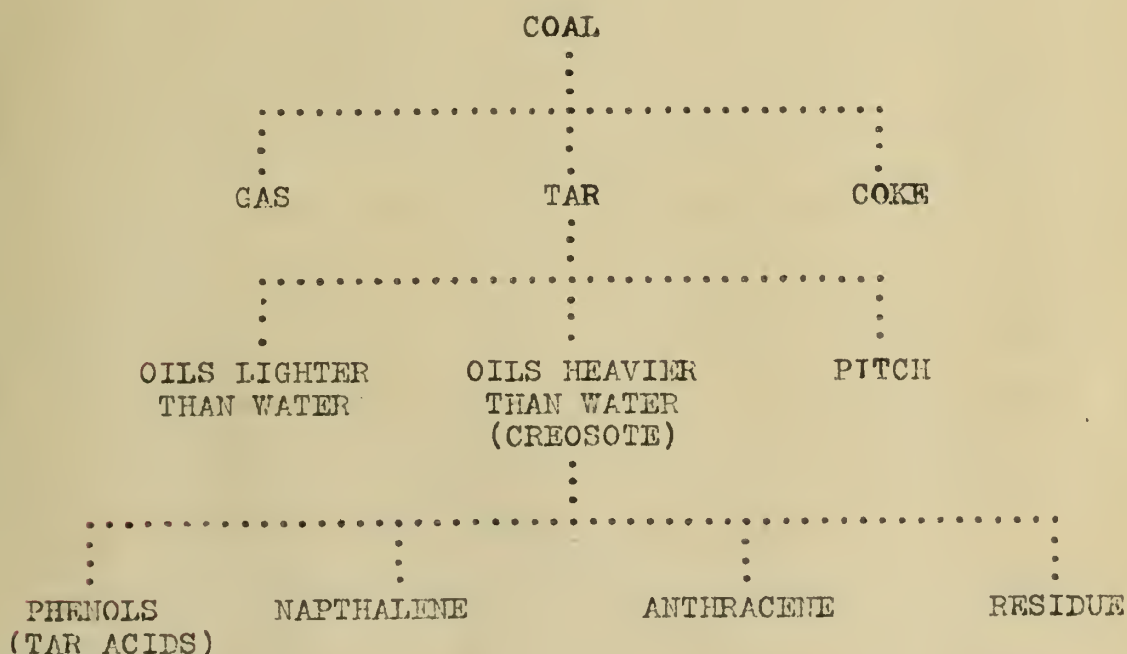 COAL
GAS TAR COKE
OILS LIGHTER OILS HEAVIER PITCH
THAN WATER THAN WATER
(CREOSOTE)
PHENOLS NAPTHALENE ANTHRACENE RESIDUE
(TAR ACIDS)